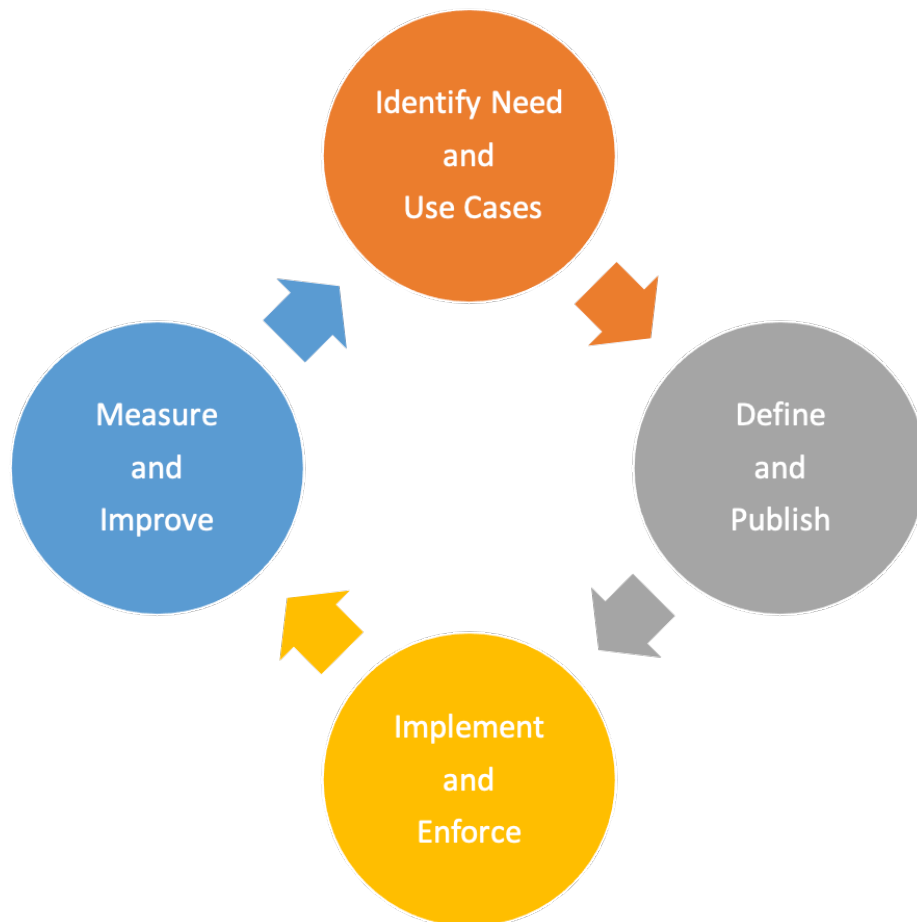 Identify Need
and
Use Cases
Define
and
Publish
Implement
and
Enforce
Measure
and
Improve